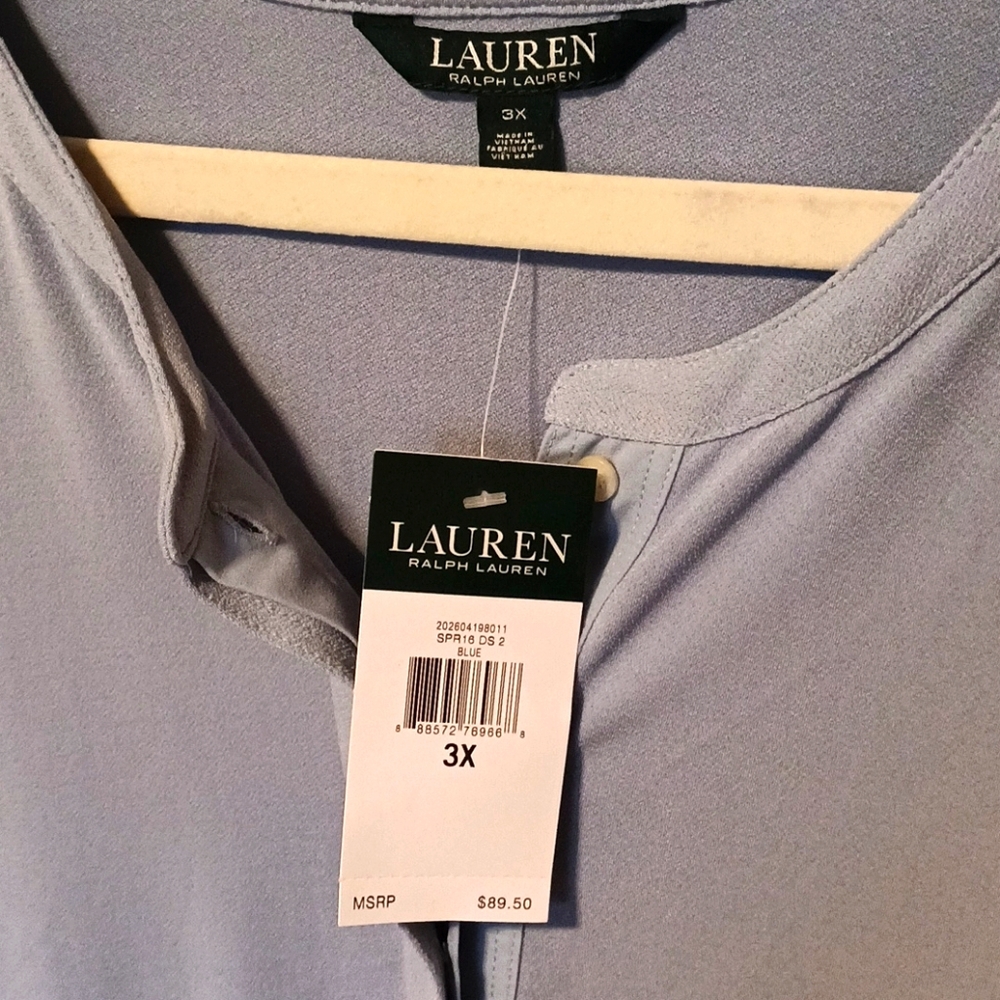 LAUREN
RALPH LAUREN
3X
MADE IN
VIETNAM
FABRIQUÉ AU
VIÊT NAM
LAUREN
RALPH LAUREN
202604198011
SPR16 DS 2
BLUE
8 88572 76966 8
3X
MSRP $89.50